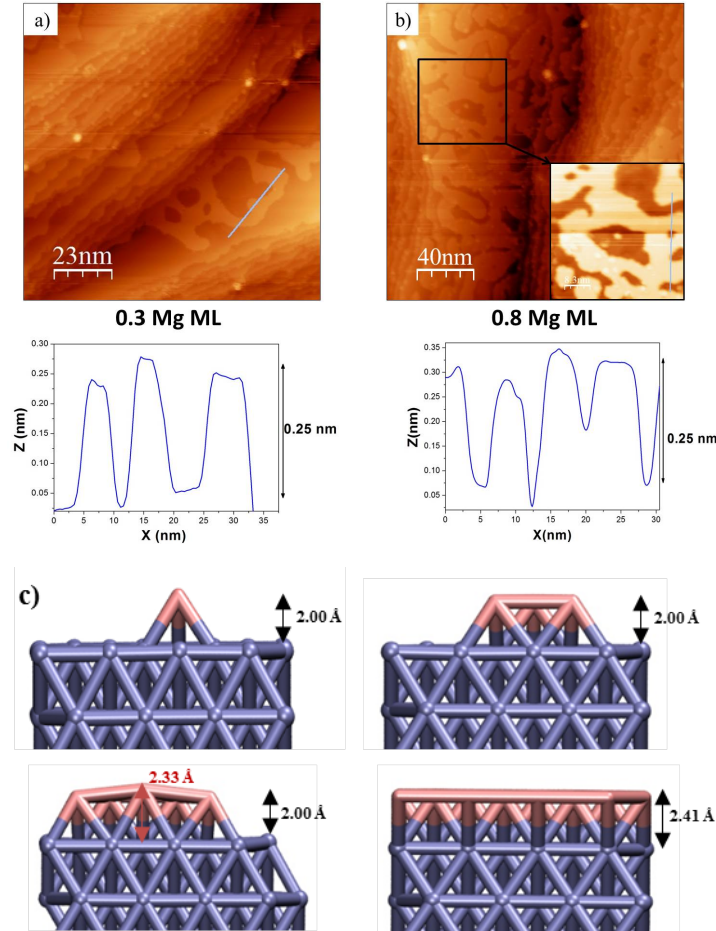 a)
b)
23nm
40nm
0.3 Mg ML
0.8 Mg ML
0.30
0.25
0.20
0.15
0.10
0.05
Z (nm)
0 5 10 15 20 25 30 35
X (nm)
0.25 nm
0.35
0.30
0.25
0.20
0.15
0.10
0.05
Z(nm)
0 5 10 15 20 25 30
X(nm)
0.25 nm
c)
2.00 Å
2.00 Å
2.33 Å
2.00 Å
2.41 Å